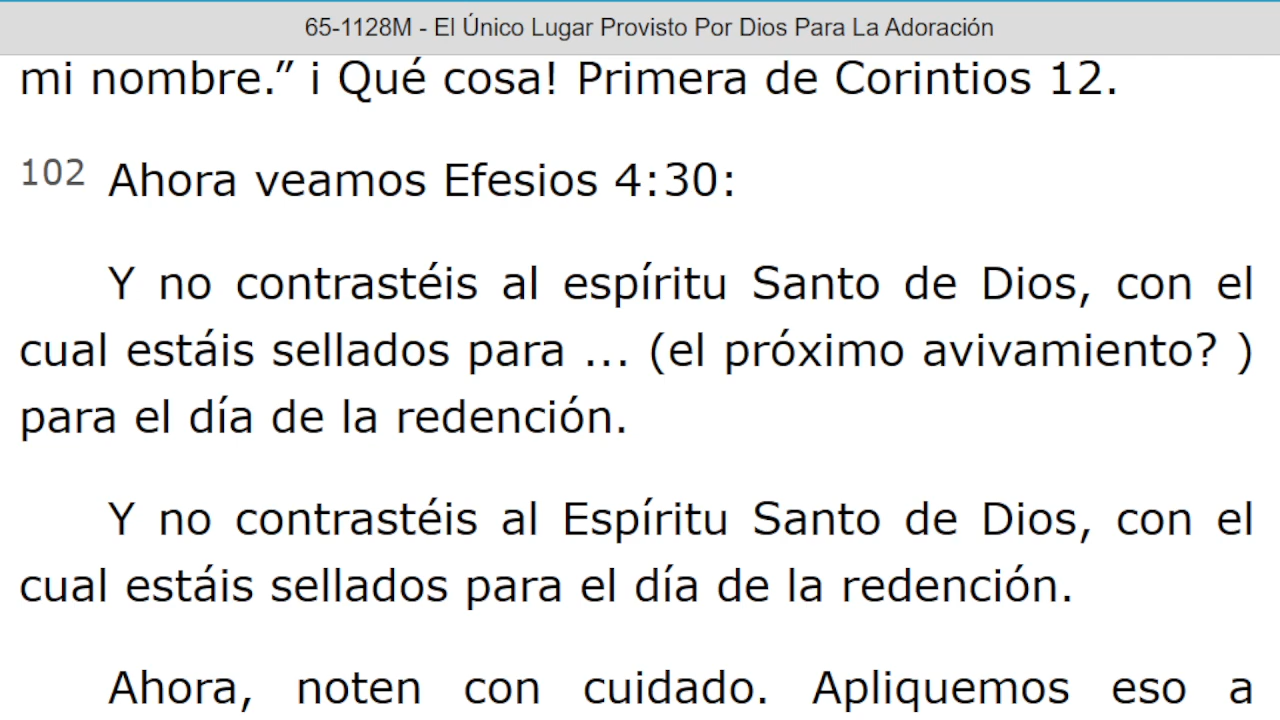 65-1128M - El Único Lugar Provisto Por Dios Para La Adoración
mi nombre.” i Qué cosa! Primera de Corintios 12.
102 Ahora veamos Efesios 4:30:
Y no contrastéis al espíritu Santo de Dios, con el
cual estáis sellados para ... (el próximo avivamiento? )
para el día de la redención.
Y no contrastéis al Espíritu Santo de Dios, con el
cual estáis sellados para el día de la redención.
Ahora, noten con cuidado. Apliquemos eso a